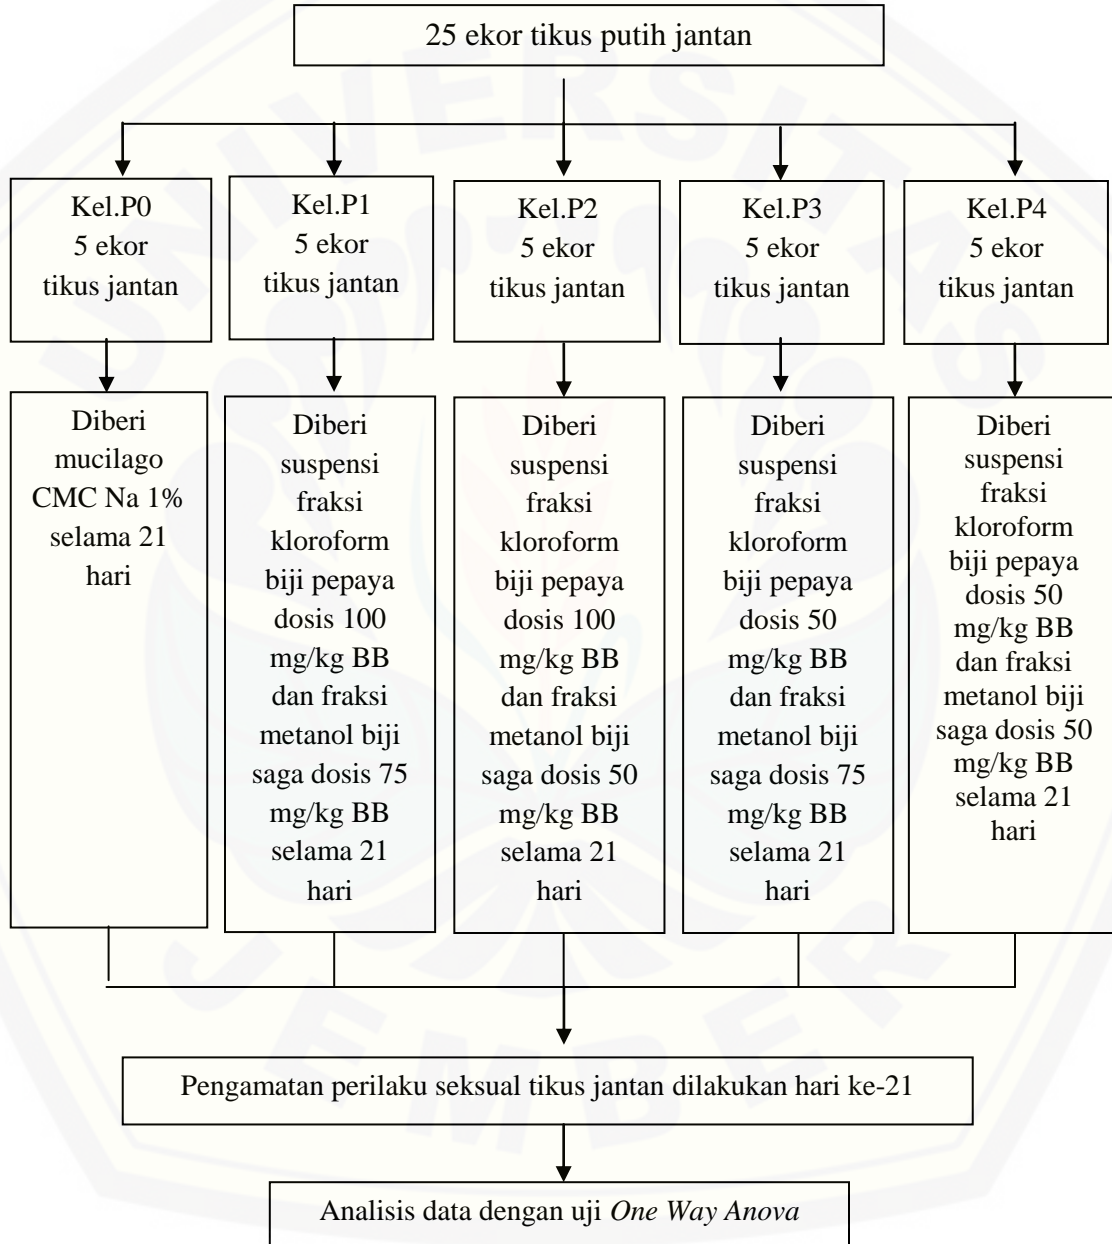 25 ekor tikus putih jantan
Kel.P0
5 ekor
tikus jantan
Kel.P1
5 ekor
tikus jantan
Kel.P2
5 ekor
tikus jantan
Kel.P3
5 ekor
tikus jantan
Kel.P4
5 ekor
tikus jantan
Diberi
mucilago
CMC Na 1%
selama 21
hari
Diberi
suspensi
fraksi
kloroform
biji pepaya
dosis 100
mg/kg BB
dan fraksi
metanol biji
saga dosis 75
mg/kg BB
selama 21
hari
Diberi
suspensi
fraksi
kloroform
biji pepaya
dosis 100
mg/kg BB
dan fraksi
metanol biji
saga dosis 50
mg/kg BB
selama 21
hari
Diberi
suspensi
fraksi
kloroform
biji pepaya
dosis 50
mg/kg BB
dan fraksi
metanol biji
saga dosis 75
mg/kg BB
selama 21
hari
Diberi
suspensi
fraksi
kloroform
biji pepaya
dosis 50
mg/kg BB
dan fraksi
metanol biji
saga dosis 50
mg/kg BB
selama 21
hari
Pengamatan perilaku seksual tikus jantan dilakukan hari ke-21
Analisis data dengan uji One Way Anova
UNIVERSITAS
JEMBER